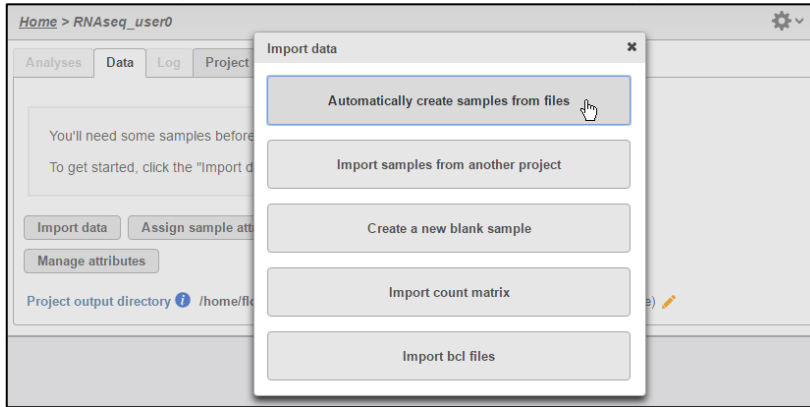 Home > RNAseq_user0
Analyses Data Log Project
Import data
Automatically create samples from files
Import samples from another project
Create a new blank sample
Import count matrix
Import bcl files
You'll need some samples before
To get started, click the "Import d
Import data Assign sample att
Manage attributes
Project output directory /home/flo
e)